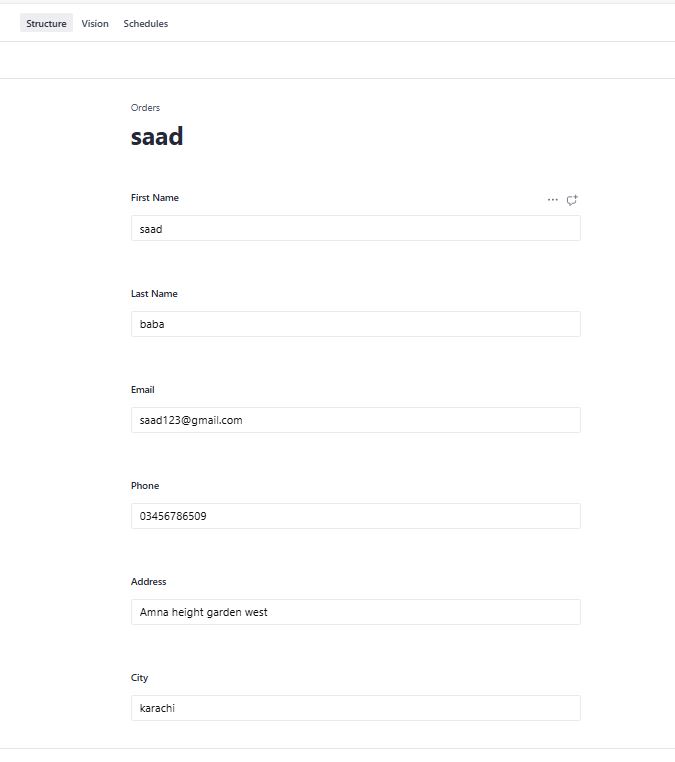 Structure Vision Schedules
Orders
saad
First Name
saad
Last Name
baba
Email
saad123@gmail.com
Phone
03456786509
Address
Amna height garden west
City
karachi